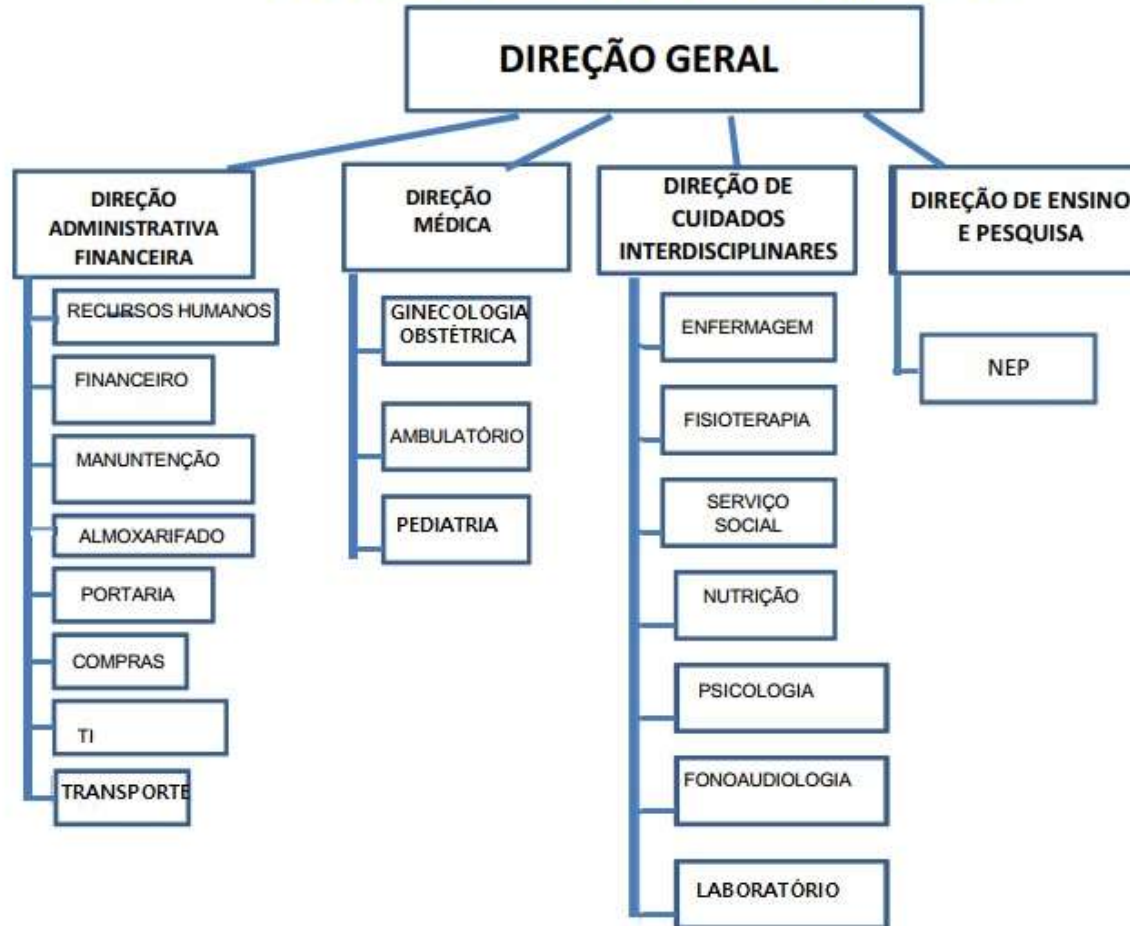 DIREÇÃO GERAL
DIREÇÃO
ADMINISTRATIVA
FINANCEIRA
RECURSOS HUMANOS
FINANCEIRO
MANUNTENÇÃO
ALMOXARIFADO
PORTARIA
COMPRAS
TI
TRANSPORTE
DIREÇÃO
MÉDICA
GINECOLOGIA
OBSTÉTRICA
AMBULATÓRIO
PEDIATRIA
DIREÇÃO DE
CUIDADOS
INTERDISCIPLINARES
ENFERMAGEM
FISIOTERAPIA
SERVIÇO
SOCIAL
NUTRIÇÃO
PSICOLOGIA
FONOAUDIOLOGIA
LABORATÓRIO
DIREÇÃO DE ENSINO
E PESQUISA
NEP